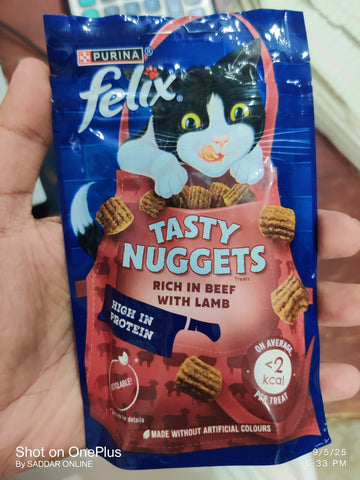 PURINA
felix
TASTY
NUGGETS
Treats
RICH IN BEEF
WITH LAMB
HIGH IN
PROTEIN
ON AVERAGE
<2
kcal
PER TREAT
MADE WITHOUT ARTIFICIAL COLOURS
Shot on OnePlus
By SADDAR ONLINE